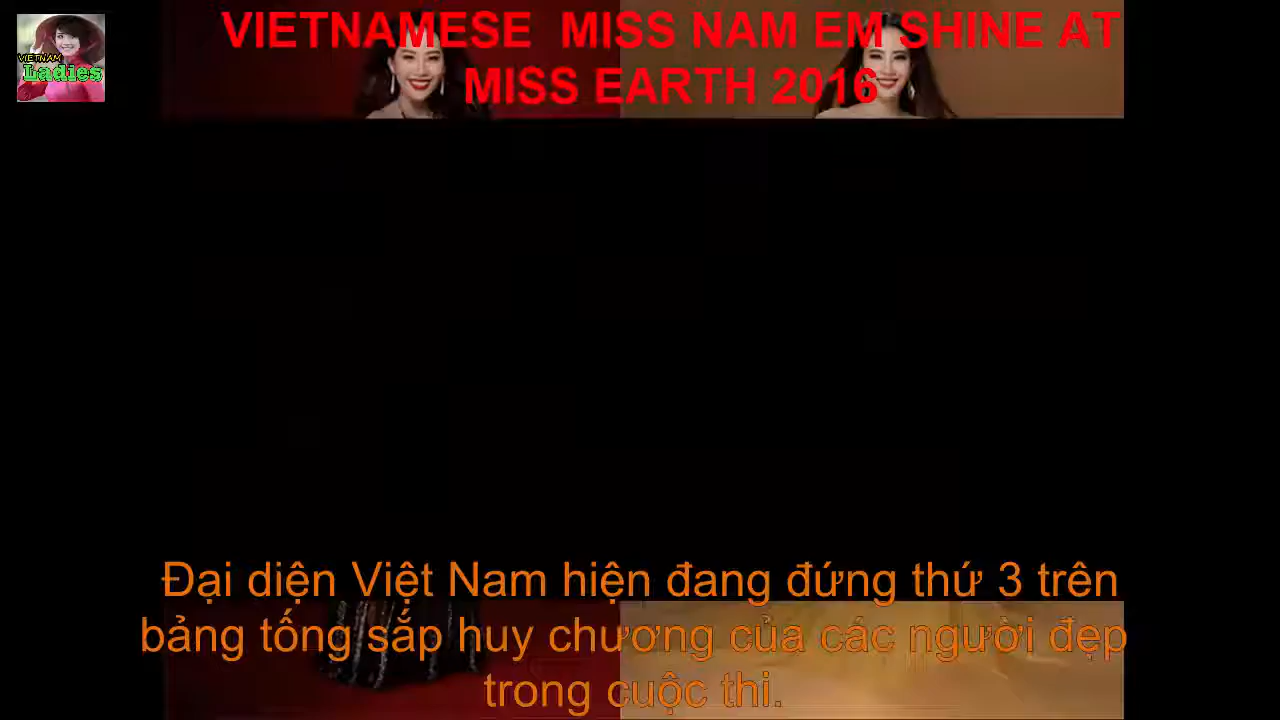 VIETNAM
Ladies
VIETNAMESE MISS NAM EM SHINE AT
MISS EARTH 2016
Đại diện Việt Nam hiện đang đứng thứ 3 trên
bảng tống sắp huy chương của các người đẹp
trong cuộc thi.